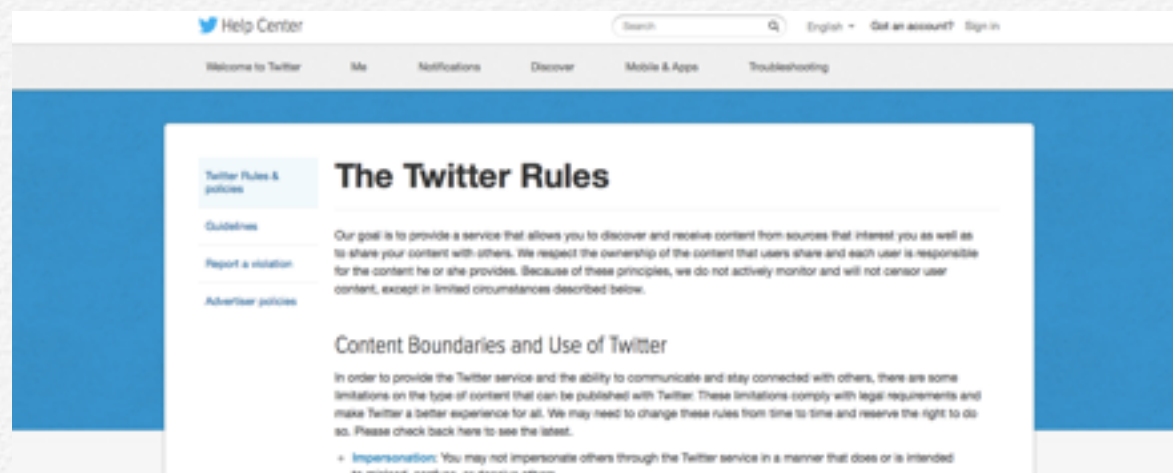 Help Center
Search
English
Got an account? Sign in
Welcome to Twitter
Me
Notifications
Discover
Mobile & Apps
Troubleshooting
Twitter Rules &
policies
Guidelines
Report a violation
Advertiser policies
The Twitter Rules
Our goal is to provide a service that allows you to discover and receive content from sources that interest you as well as
to share your content with others. We respect the ownership of the content that users share and each user is responsible
for the content he or she provides. Because of these principles, we do not actively monitor and will not censor user
content, except in limited circumstances described below.
Content Boundaries and Use of Twitter
In order to provide the Twitter service and the ability to communicate and stay connected with others, there are some
limitations on the type of content that can be published with Twitter. These limitations comply with legal requirements and
make Twitter a better experience for all. We may need to change these rules from time to time and reserve the right to do
so. Please check back here to see the latest.
Impersonation: You may not impersonate others through the Twitter service in a manner that does or is intended
to mislead, confuse, or deceive others